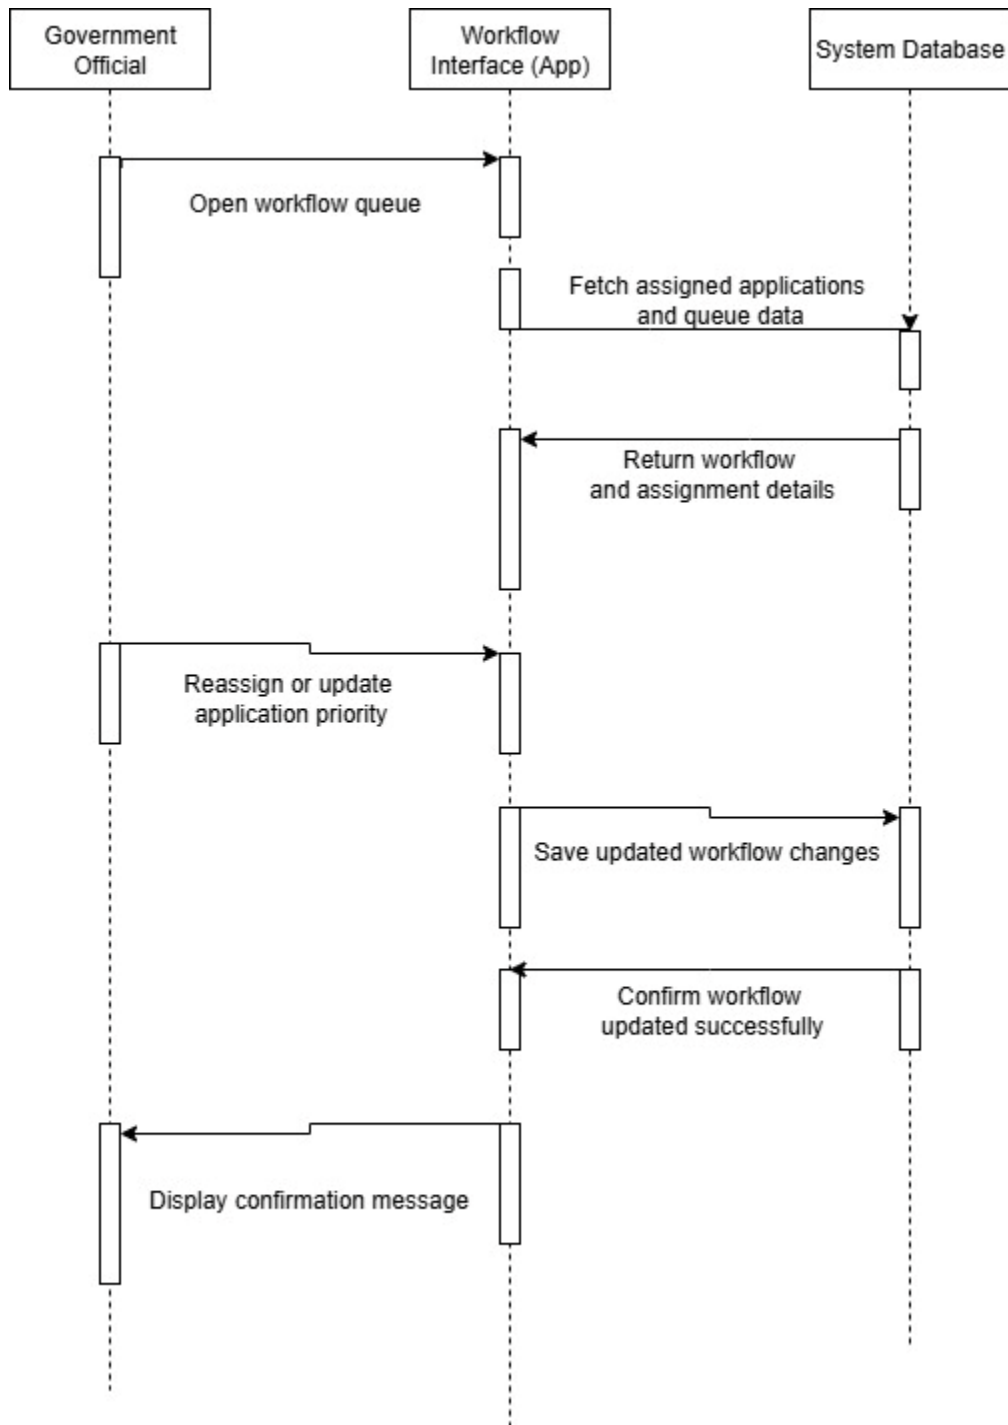 Government
Official
Workflow
Interface (App)
System Database
Open workflow queue
Fetch assigned applications
and queue data
Return workflow
and assignment details
Reassign or update
application priority
Save updated workflow changes
Confirm workflow
updated successfully
Display confirmation message